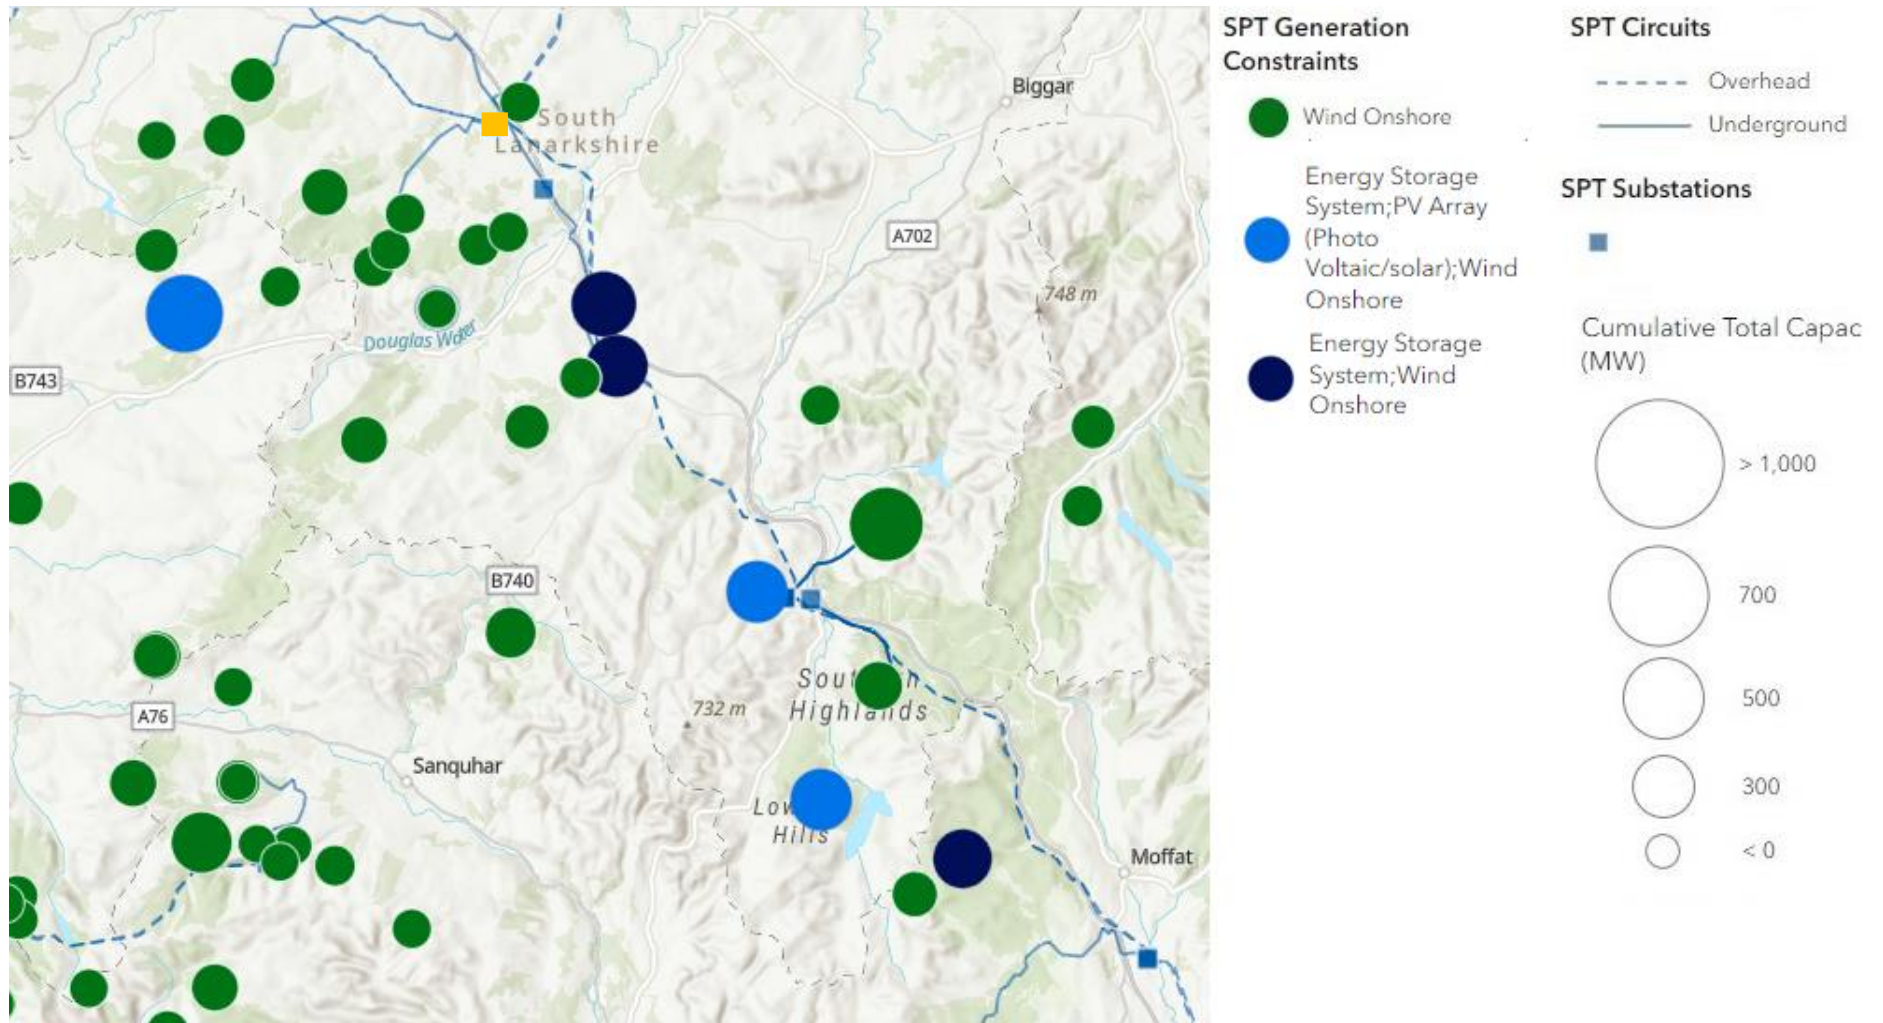 Biggar
South
Lanarkshire
A702
748 m
Douglas Water
B743
B740
South
Highlands
732 m
A76
Sanquhar
Low
Hills
Moffat
SPT Generation
Constraints
Wind Onshore
Energy Storage
System;PV Array
(Photo
Voltaic/solar);Wind
Onshore
Energy Storage
System;Wind
Onshore
SPT Circuits
Overhead
Underground
SPT Substations
Cumulative Total Capac
(MW)
> 1,000
700
500
300
< 0